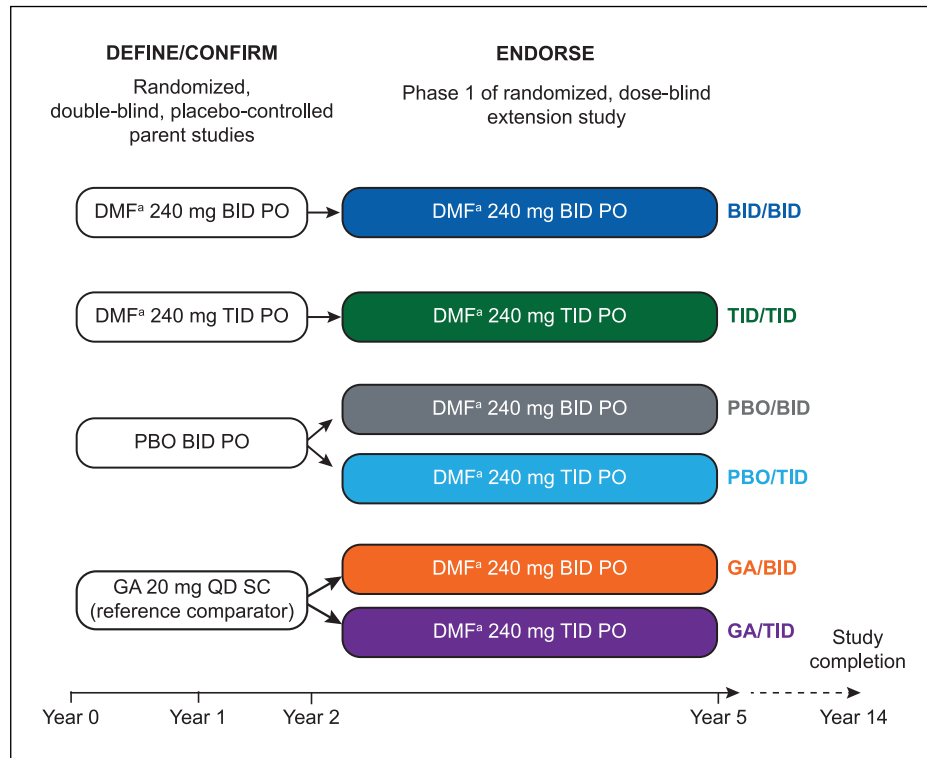 DEFINE/CONFIRM
Randomized,
double-blind, placebo-controlled
parent studies
ENDORSE
Phase 1 of randomized, dose-blind
extension study
DMFᵃ 240 mg BID PO
DMFᵃ 240 mg BID PO
BID/BID
DMFᵃ 240 mg TID PO
DMFᵃ 240 mg TID PO
TID/TID
PBO BID PO
DMFᵃ 240 mg BID PO
PBO/BID
DMFᵃ 240 mg TID PO
PBO/TID
GA 20 mg QD SC
(reference comparator)
DMFᵃ 240 mg BID PO
GA/BID
DMFᵃ 240 mg TID PO
GA/TID
Study
completion
Year 0
Year 1
Year 2
Year 5
Year 14